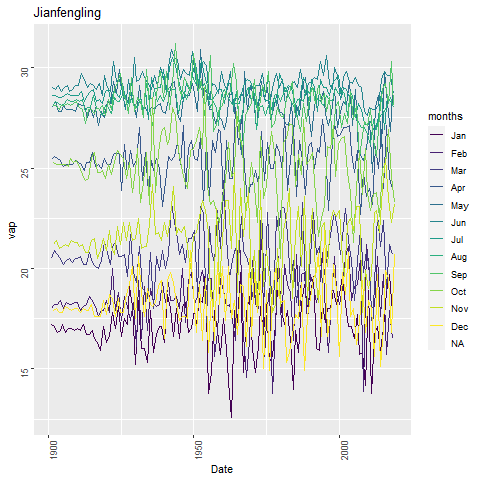 Jianfengling
vap
30
25
20
15
1900
1950
2000
Date
months
Jan
Feb
Mar
Apr
May
Jun
Jul
Aug
Sep
Oct
Nov
Dec
NA